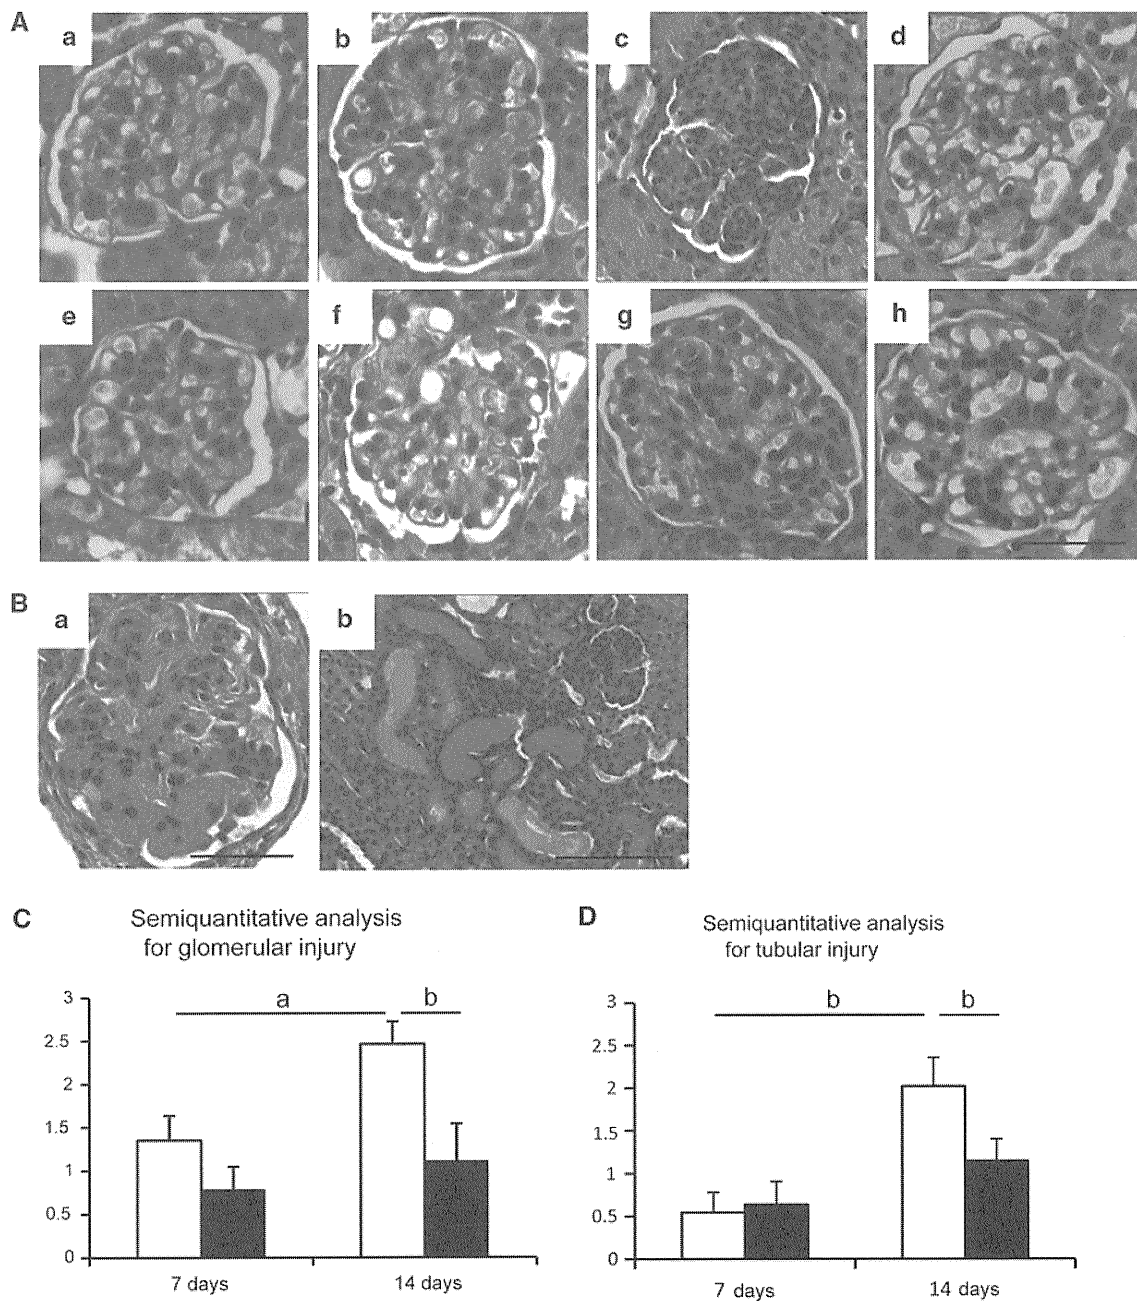 A
a
b
c
d
e
f
g
h
B
a
b
C
Semiquantitative analysis
for glomerular injury
a
b
3
2.5
2
1.5
1
0.5
0
7 days
14 days
D
Semiquantitative analysis
for tubular injury
b
b
3
2.5
2
1.5
1
0.5
0
7 days
14 days